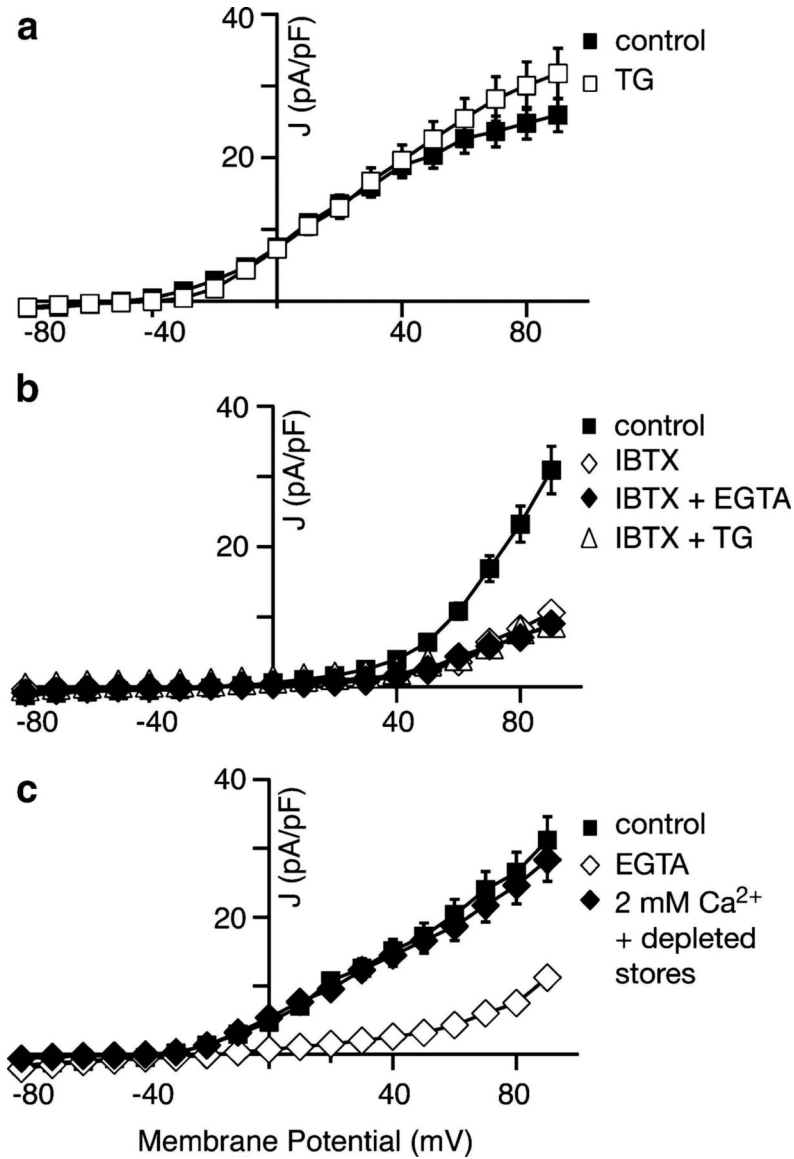 a
40
J (pA/pF)
control
TG
20
-80
-40
40
80
b
40
J (pA/pF)
control
IBTX
IBTX + EGTA
IBTX + TG
20
-80
-40
40
80
c
40
J (pA/pF)
control
EGTA
2 mM Ca²⁺
+ depleted
stores
20
-80
-40
40
80
Membrane Potential (mV)